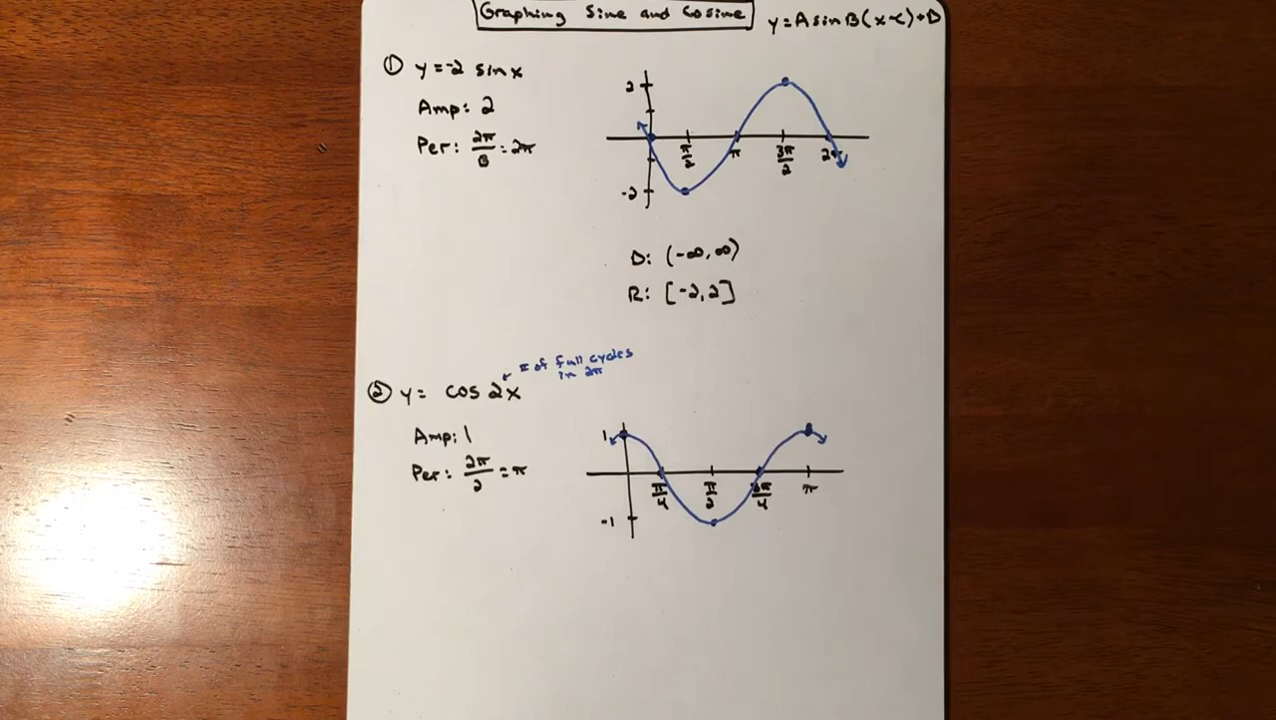 Graphing Sine and Cosine
y=Asin B(x-c)+D
① y=-2 sin x
Amp: 2
Per: 2π/B = 2π
2
-2
π/2 π 3π/2 2π
D: (-∞,∞)
R: [-2,2]
# of full cycles
in 2π
② y= cos 2x
Amp: 1
Per: 2π/2 = π
1
-1
π/4 π/2 3π/4 π